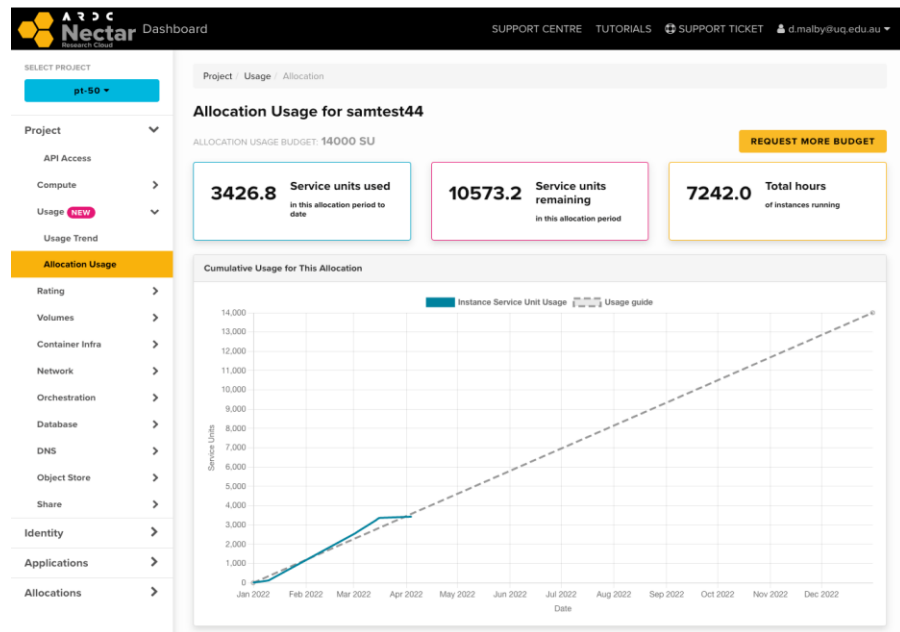 ARDC
Nectar Dashboard
Research Cloud
SUPPORT CENTRE TUTORIALS SUPPORT TICKET d.malby@uq.edu.au
SELECT PROJECT
pt-50
Project
API Access
Compute
Usage NEW
Usage Trend
Allocation Usage
Rating
Volumes
Container Infra
Network
Orchestration
Database
DNS
Object Store
Share
Identity
Applications
Allocations
Project / Usage / Allocation
Allocation Usage for samtest44
ALLOCATION USAGE BUDGET: 14000 SU
REQUEST MORE BUDGET
3426.8 Service units used
in this allocation period to
date
10573.2 Service units
remaining
in this allocation period
7242.0 Total hours
of instances running
Cumulative Usage for This Allocation
Instance Service Unit Usage Usage guide
14,000
13,000
12,000
11,000
10,000
9,000
8,000
7,000
6,000
5,000
4,000
3,000
2,000
1,000
0
Service Units
Jan 2022 Feb 2022 Mar 2022 Apr 2022 May 2022 Jun 2022 Jul 2022 Aug 2022 Sep 2022 Oct 2022 Nov 2022 Dec 2022
Date